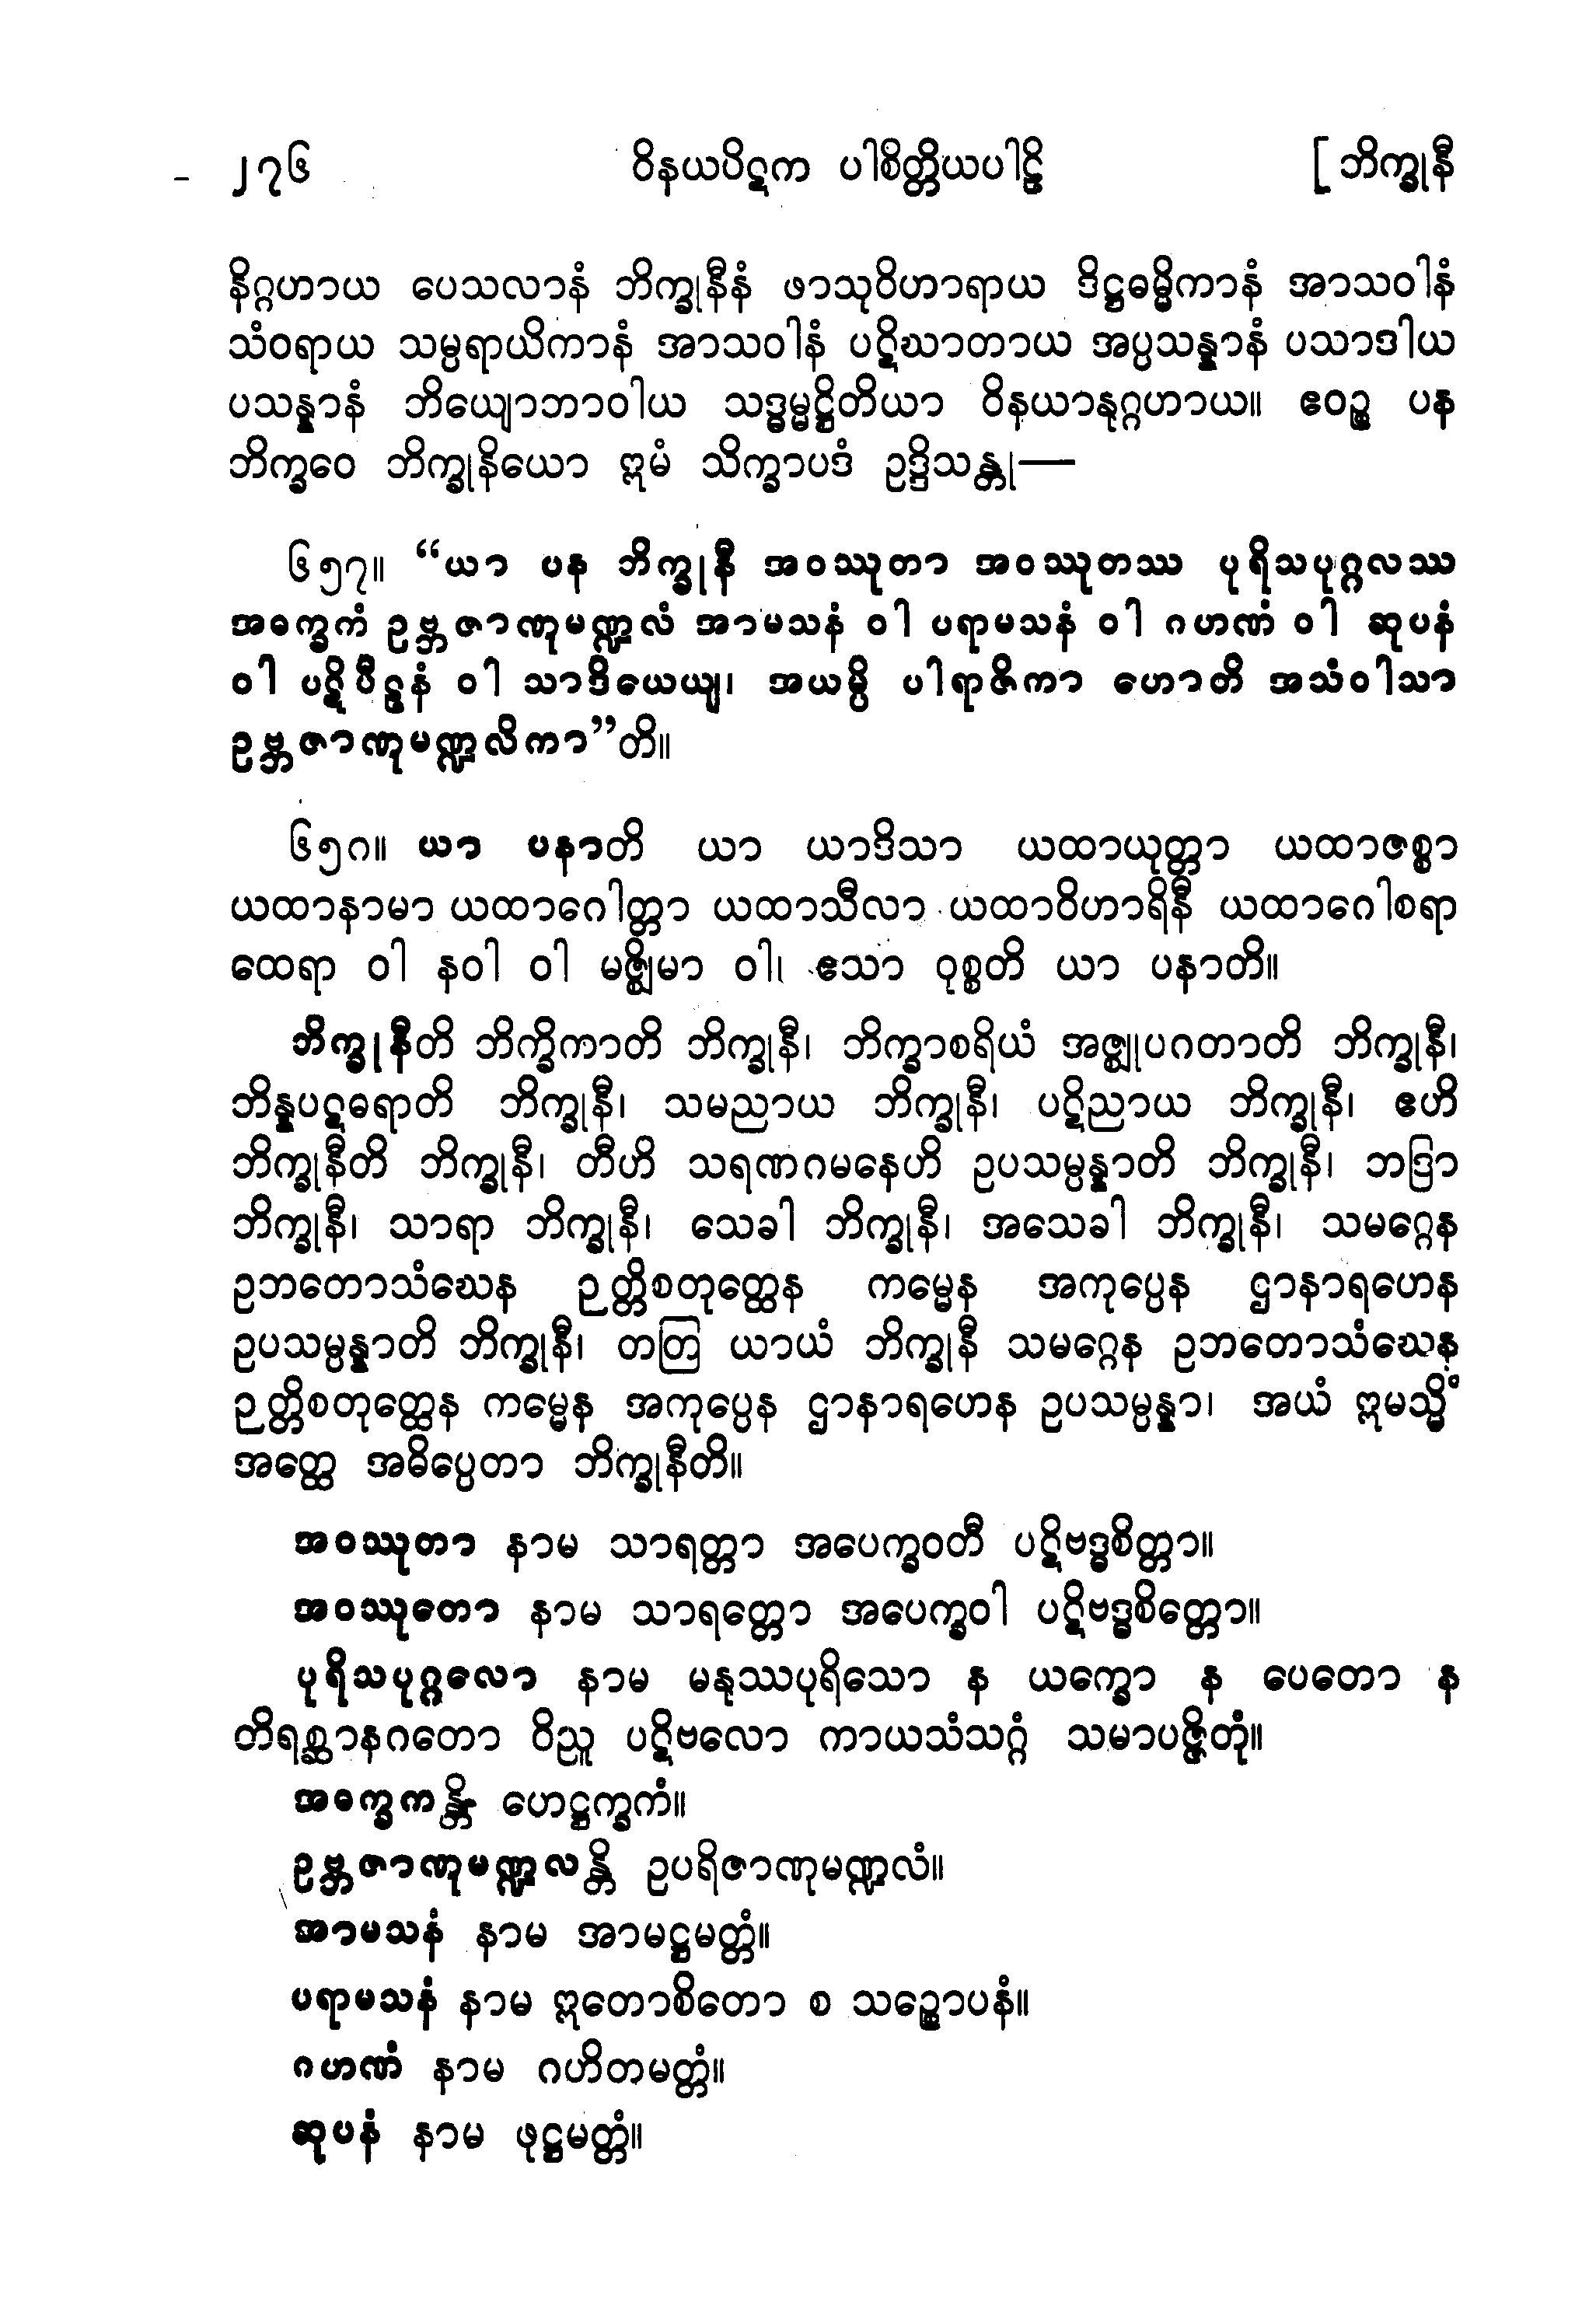 ၂၇၆ ဝိနယပိဋက ပါစိတ္တိယပါဠိ [ ဘိက္ခုနီ
နိဂ္ဂဟာယ ပေသလာနံ ဘိက္ခုနီနံ ဖာသုဝိဟာရာယ ဒိဋ္ဌဓမ္မိကာနံ အာသဝါနံ
သံဝရာယ သမ္ပရာယိကာနံ အာသဝါနံ ပဋိဃာတာယ အပ္ပသန္နာနံ ပသာဒါယ
ပသန္နာနံ ဘိယျောဘာဝါယ သဒ္ဓမ္မဋ္ဌိတိယာ ဝိနယာနုဂ္ဂဟာယ။ ဧဝဉ္စ ပန
ဘိက္ခဝေ ဘိက္ခုနိယော ဣမံ သိက္ခာပဒံ ဥဒ္ဒိသန္တု—
၆၅၇။ “ယာ ပန ဘိက္ခုနီ အဝဿုတာ အဝဿုတဿ ပုရိသပုဂ္ဂလဿ
အဓက္ခကံ ဥဗ္ဘဇာဏုမဏ္ဍလံ အာမသနံ ဝါ ပရာမသနံ ဝါ ဂဟဏံ ဝါ ဆုပနံ
ဝါ ပဋိပီဠနံ ဝါ သာဒိယေယျ၊ အယမ္ပိ ပါရာဇိကာ ဟောတိ အသံဝါသာ
ဥဗ္ဘဇာဏုမဏ္ဍလိကာ”တိ။
၆၅၈။ ယာ ပနာတိ ယာ ယာဒိသာ ယထာယုတ္တာ ယထာဇစ္စာ
ယထာနာမာ ယထာဂေါတ္တာ ယထာသီလာ ယထာဝိဟာရိနီ ယထာဂေါစရာ
ထေရာ ဝါ နဝါ ဝါ မဇ္ဈိမာ ဝါ၊ ဧသာ ဝုစ္စတိ ယာ ပနာတိ။
ဘိက္ခုနီတိ ဘိက္ခိကာတိ ဘိက္ခုနီ၊ ဘိက္ခာစရိယံ အဇ္ဈုပဂတာတိ ဘိက္ခုနီ၊
ဘိန္နပဋဓရာတိ ဘိက္ခုနီ၊ သမညာယ ဘိက္ခုနီ၊ ပဋိညာယ ဘိက္ခုနီ၊ ဧဟိ
ဘိက္ခုနီတိ ဘိက္ခုနီ၊ တီဟိ သရဏဂမနေဟိ ဥပသမ္ပန္နာတိ ဘိက္ခုနီ၊ ဘဒြာ
ဘိက္ခုနီ၊ သာရာ ဘိက္ခုနီ၊ သေခါ ဘိက္ခုနီ၊ အသေခါ ဘိက္ခုနီ၊ သမဂ္ဂေန
ဥဘတောသံဃေန ဉတ္တိစတုတ္ထေန ကမ္မေန အကုပ္ပေန ဌာနာရဟေန
ဥပသမ္ပန္နာတိ ဘိက္ခုနီ၊ တတြ ယာယံ ဘိက္ခုနီ သမဂ္ဂေန ဥဘတောသံဃေန
ဉတ္တိစတုတ္ထေန ကမ္မေန အကုပ္ပေန ဌာနာရဟေန ဥပသမ္ပန္နာ၊ အယံ ဣမသ္မိံ
အတ္ထေ အဓိပ္ပေတာ ဘိက္ခုနီတိ။
အဝဿုတာ နာမ သာရတ္တာ အပေက္ခဝတီ ပဋိဗဒ္ဓစိတ္တာ။
အဝဿုတော နာမ သာရတ္တော အပေက္ခဝါ ပဋိဗဒ္ဓစိတ္တော။
ပုရိသပုဂ္ဂလော နာမ မနုဿပုရိသော န ယက္ခော န ပေတော န
တိရစ္ဆာနဂတော ဝိညူ ပဋိဗလော ကာယသံသဂ္ဂံ သမာပဇ္ဇိတုံ။
အဓက္ခကန္တိ ဟေဋ္ဌက္ခကံ။
ဥဗ္ဘဇာဏုမဏ္ဍလန္တိ ဥပရိဇာဏုမဏ္ဍလံ။
အာမသနံ နာမ အာမဋ္ဌမတ္တံ။
ပရာမသနံ နာမ ဣတောစိတော စ သဉ္စောပနံ။
ဂဟဏံ နာမ ဂဟိတမတ္တံ။
ဆုပနံ နာမ ဖုဋ္ဌမတ္တံ။